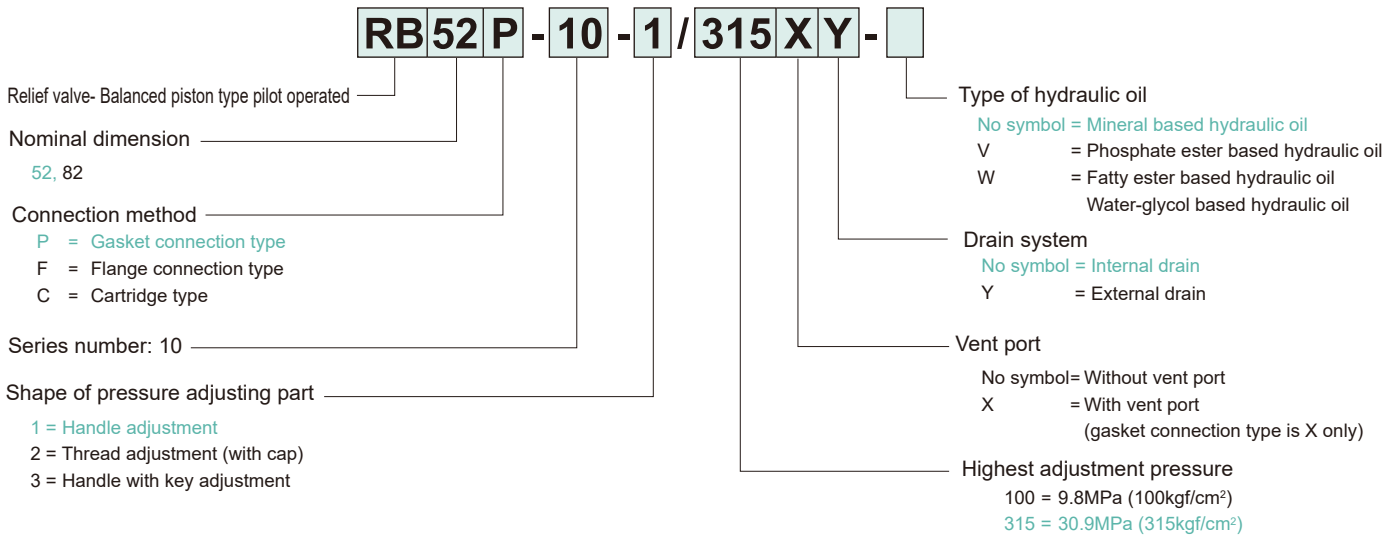 RB 52 P - 10 - 1 / 315 X Y -
Relief valve- Balanced piston type pilot operated
Nominal dimension
52, 82
Connection method
P = Gasket connection type
F = Flange connection type
C = Cartridge type
Series number: 10
Shape of pressure adjusting part
1 = Handle adjustment
2 = Thread adjustment (with cap)
3 = Handle with key adjustment
Type of hydraulic oil
No symbol = Mineral based hydraulic oil
V = Phosphate ester based hydraulic oil
W = Fatty ester based hydraulic oil
Water-glycol based hydraulic oil
Drain system
No symbol = Internal drain
Y = External drain
Vent port
No symbol= Without vent port
X = With vent port
(gasket connection type is X only)
Highest adjustment pressure
100 = 9.8MPa (100kgf/cm²)
315 = 30.9MPa (315kgf/cm²)